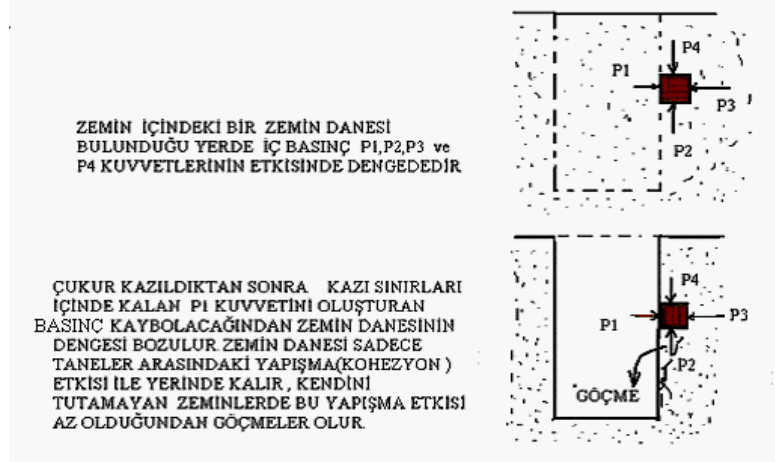 P4
P1
P3
P2
ZEMİN İÇİNDEKİ BİR ZEMİN DANESİ
BULUNDUĞU YERDE İÇ BASINÇ P1,P2,P3 ve
P4 KUVVETLERİNİN ETKİSİNDE DENGEDEDİR
ÇUKUR KAZILDIKTAN SONRA KAZI SINIRLARI
İÇİNDE KALAN P1 KUVVETİNİ OLUŞTURAN
BASINÇ KAYBOLACAĞINDAN ZEMİN DANESİNİN
DENGESİ BOZULUR. ZEMİN DANESİ SADECE
TANELER ARASINDAKİ YAPIŞMA(KOHEZYON )
ETKİSİ İLE YERİNDE KALIR , KENDİNİ
TUTAMAYAN ZEMİNLERDE BU YAPIŞMA ETKİSİ
AZ OLDUĞUNDAN GÖÇMELER OLUR.
P4
P1
P3
P2
GÖÇME